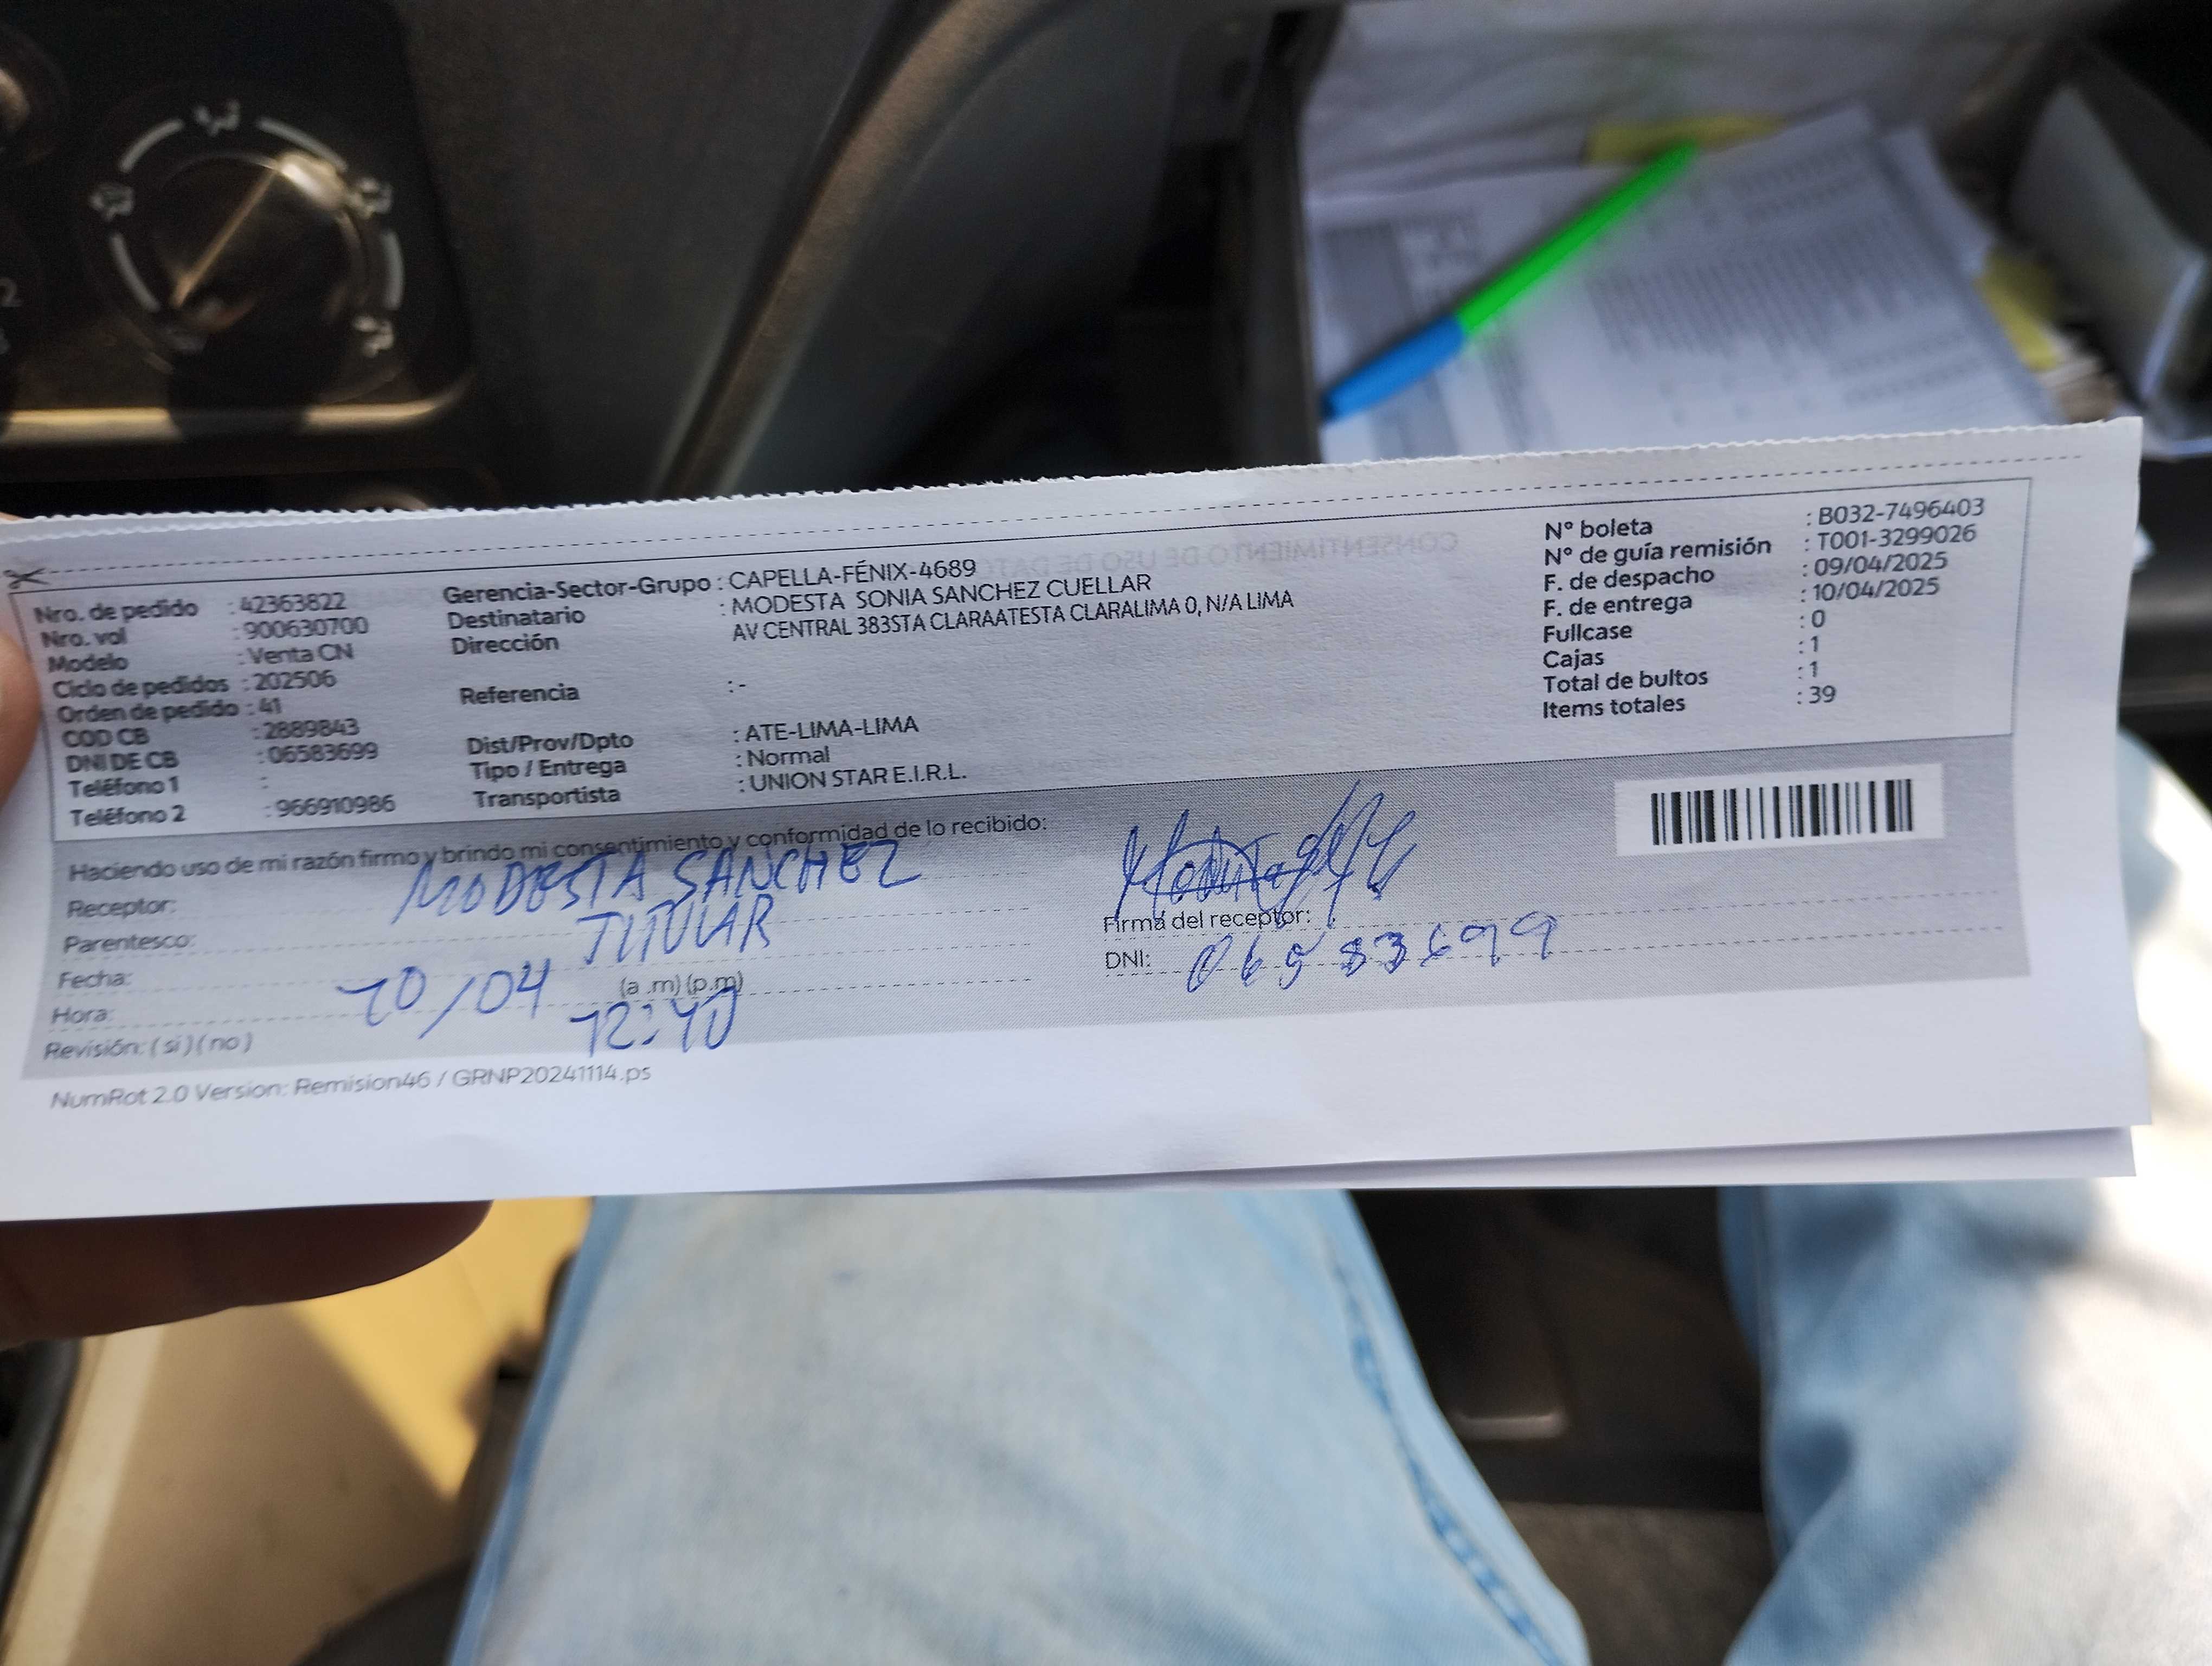 CONSENTIMIENTO DE USO DE
Nro. de pedido : 42363822
Nro. val : 900630700
Modelo : Venta CN
Ciclo de pedidos : 202506
Orden de pedido : 41
COD CB : 2889843
DNI DE CB : 06583699
Teléfono 1 :
Teléfono 2 : 966910986
Gerencia-Sector-Grupo : CAPELLA-FÉNIX-4689
Destinatario : MODESTA SONIA SANCHEZ CUELLAR
Dirección AV CENTRAL 383STA CLARAATESTA CLARALIMA 0, N/A LIMA
Referencia : -
Dist/Prov/Dpto : ATE-LIMA-LIMA
Tipo / Entrega : Normal
Transportista : UNION STAR E.I.R.L.
N° boleta : B032-7496403
N° de guía remisión : T001-3299026
F. de despacho : 09/04/2025
F. de entrega : 10/04/2025
Fullcase : 0
Cajas : 1
Total de bultos : 1
Items totales : 39
Haciendo uso de mi razón firmo y brindo mi consentimiento y conformidad de lo recibido:
Receptor: MODESTA SANCHEZ
Parentesco: TITULAR
Fecha: 10/04
Hora: (a .m) (p.m) 12:40
Revisión: ( si ) ( no )
Firma del receptor:
DNI: 06583699
NumRot 2.0 Version: Remision46 / GRNP20241114.ps